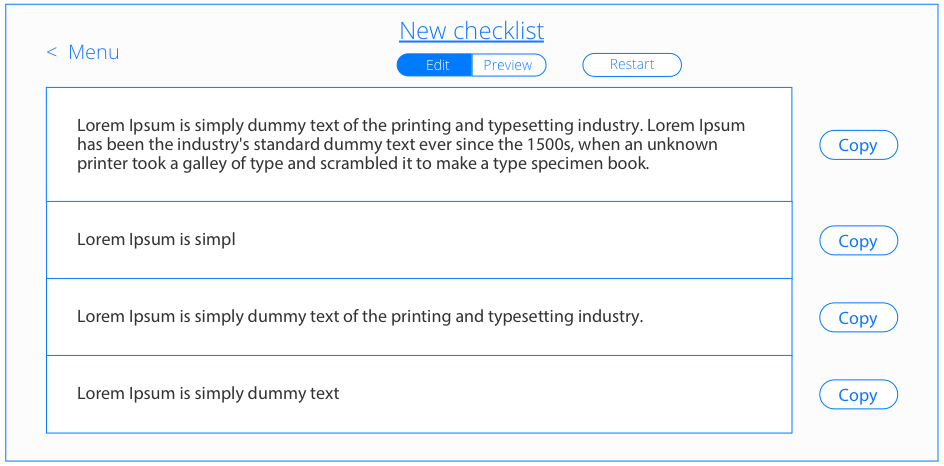 New checklist
< Menu
Edit
Preview
Restart
Lorem Ipsum is simply dummy text of the printing and typesetting industry. Lorem Ipsum
has been the industry's standard dummy text ever since the 1500s, when an unknown
printer took a galley of type and scrambled it to make a type specimen book.
Copy
Lorem Ipsum is simpl
Copy
Lorem Ipsum is simply dummy text of the printing and typesetting industry.
Copy
Lorem Ipsum is simply dummy text
Copy